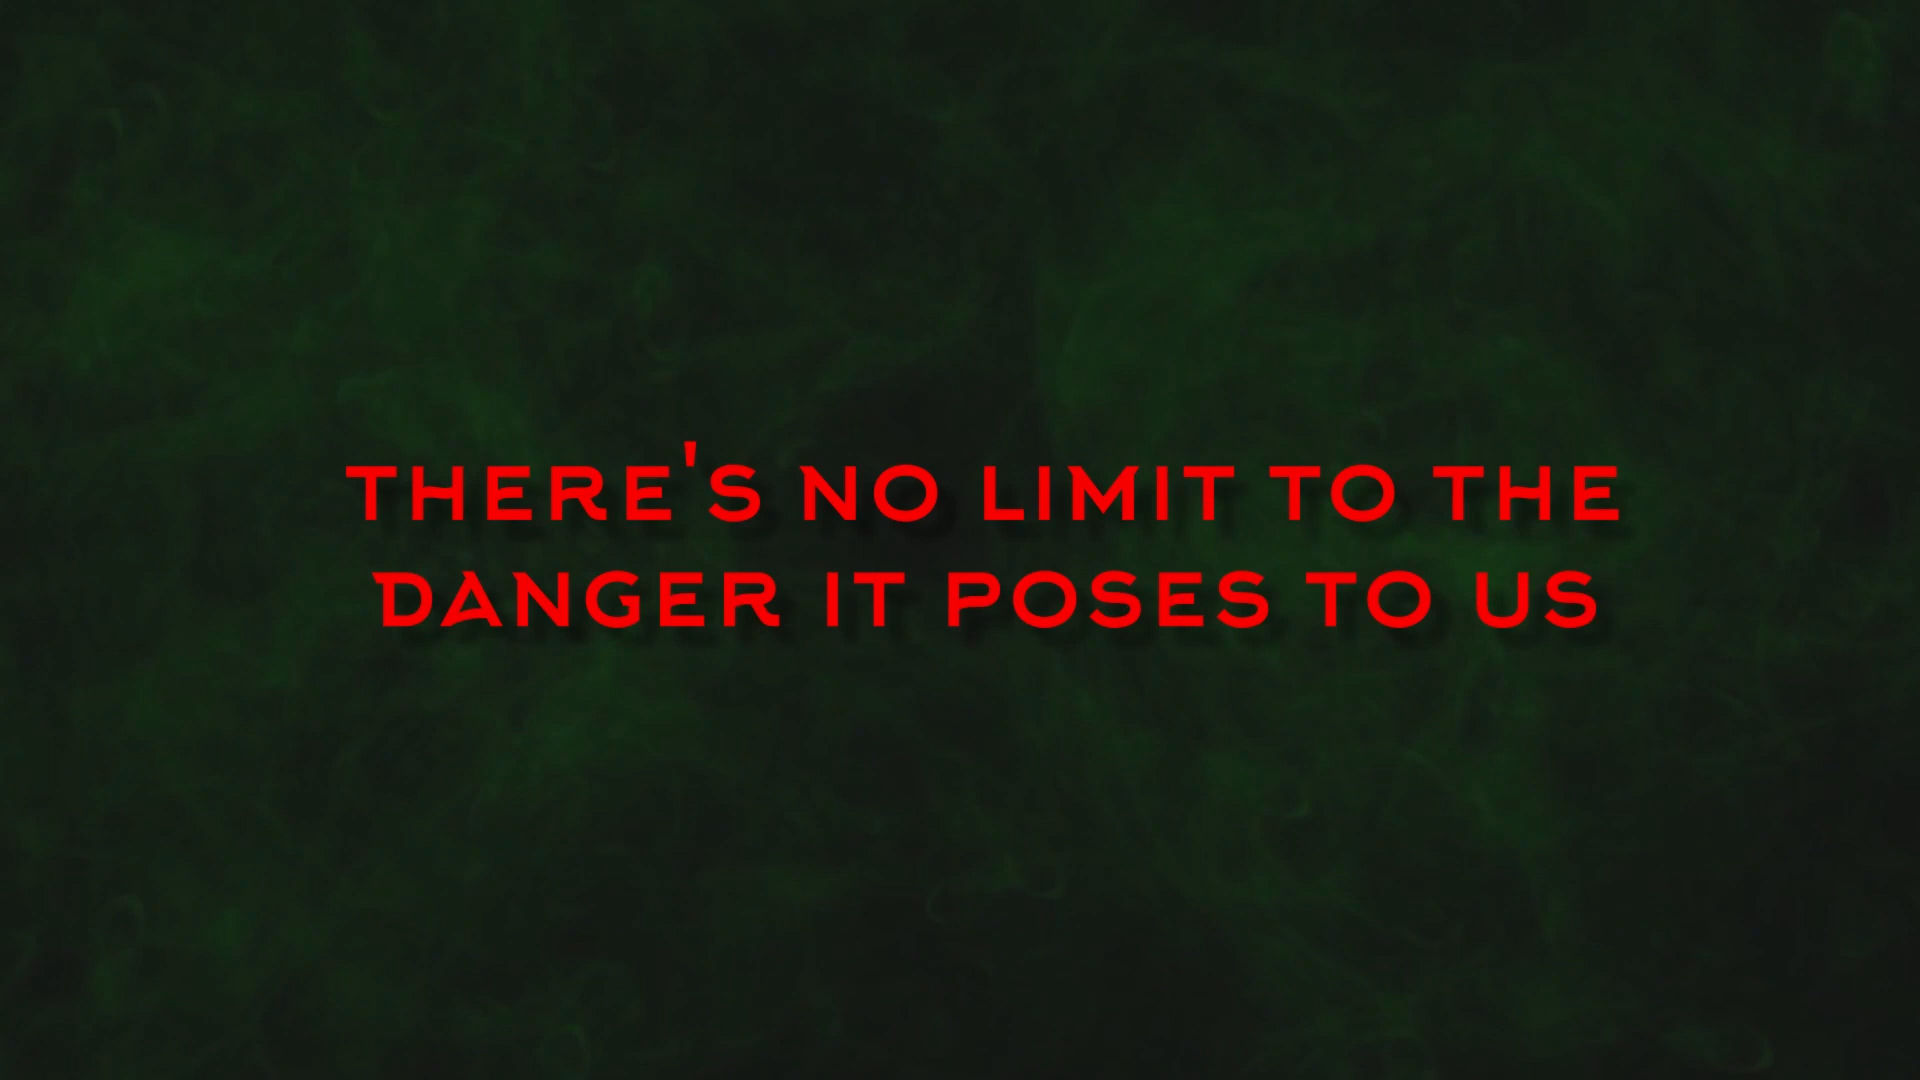 THERE'S NO LIMIT TO THE
DANGER IT POSES TO US